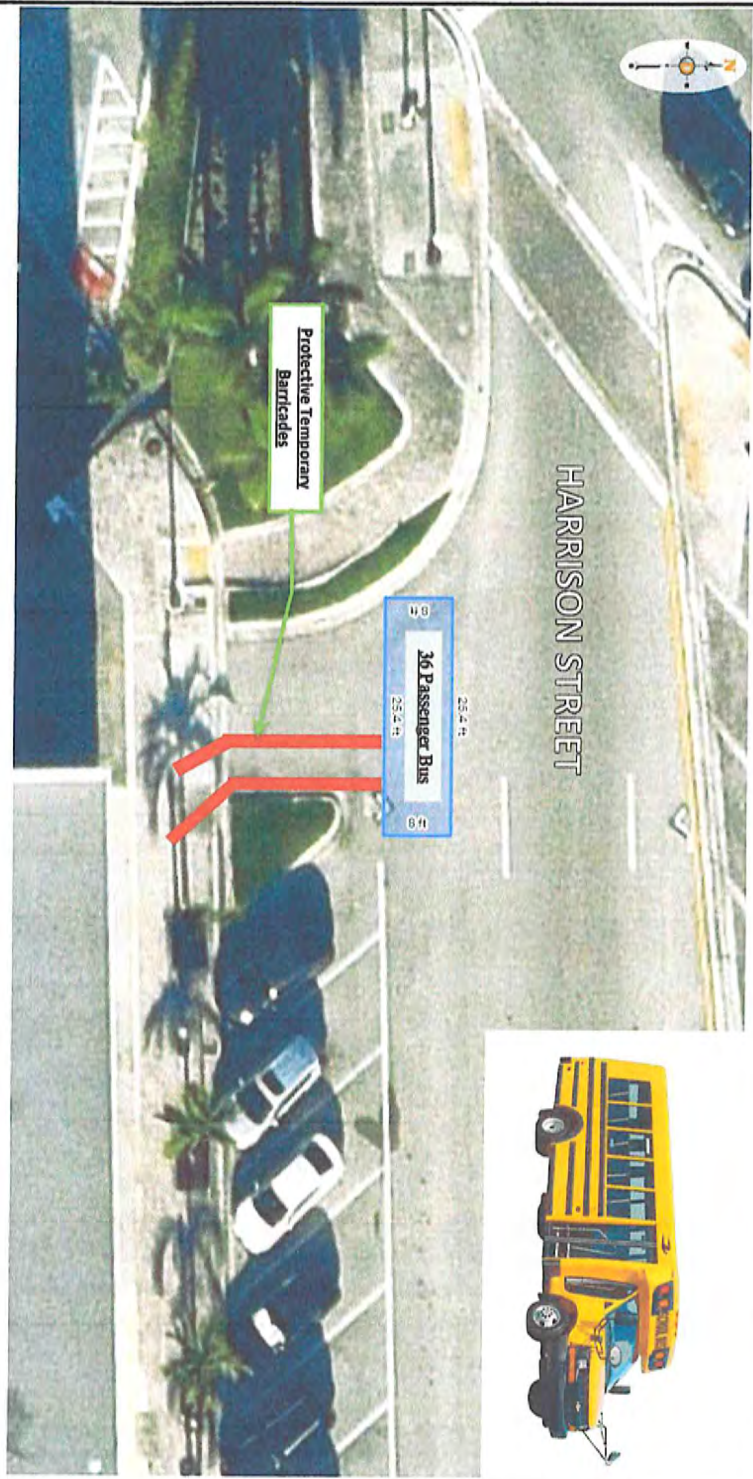 N
HARRISON STREET
Protective Temporary
Barricades
25.4 ft
8 ft
36 Passenger Bus
8 ft
25.4 ft